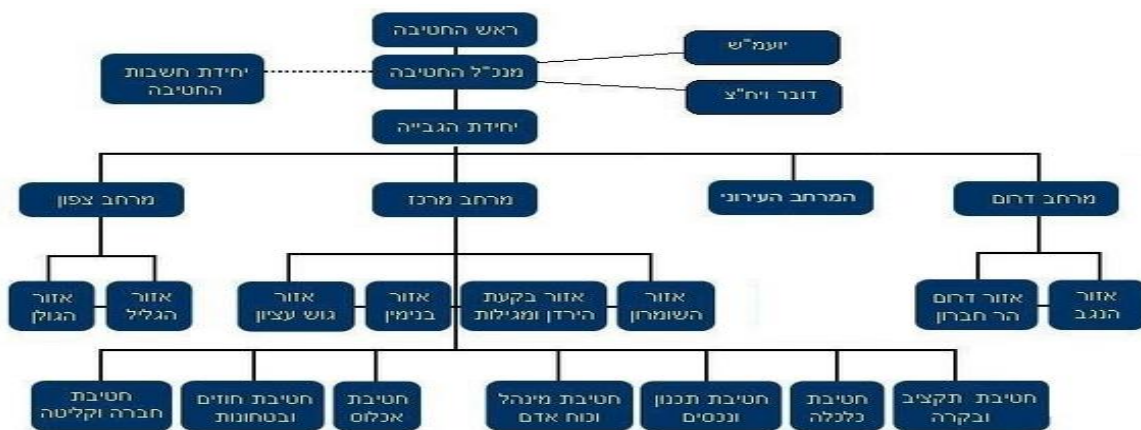 ראש החטיבה
יועמ"ש
מנכ"ל החטיבה
יחידת חשבות
החטיבה
דובר ויח"צ
יחידת הגבייה
מרחב דרום
המרחב העירוני
מרחב מרכז
מרחב צפון
אזור
הנגב
אזור דרום
הר חברון
אזור
השומרון
אזור בקעת
הירדן ומגילות
אזור
בנימין
אזור
גוש עציון
אזור
הגליל
אזור
הגולן
חטיבת תקציב
ובקרה
חטיבת
כלכלה
חטיבת תכנון
ונכסים
חטיבת מינהל
וכוח אדם
חטיבת
אכלוס
חטיבת חוזים
ובטחונות
חטיבת
חברה וקליטה